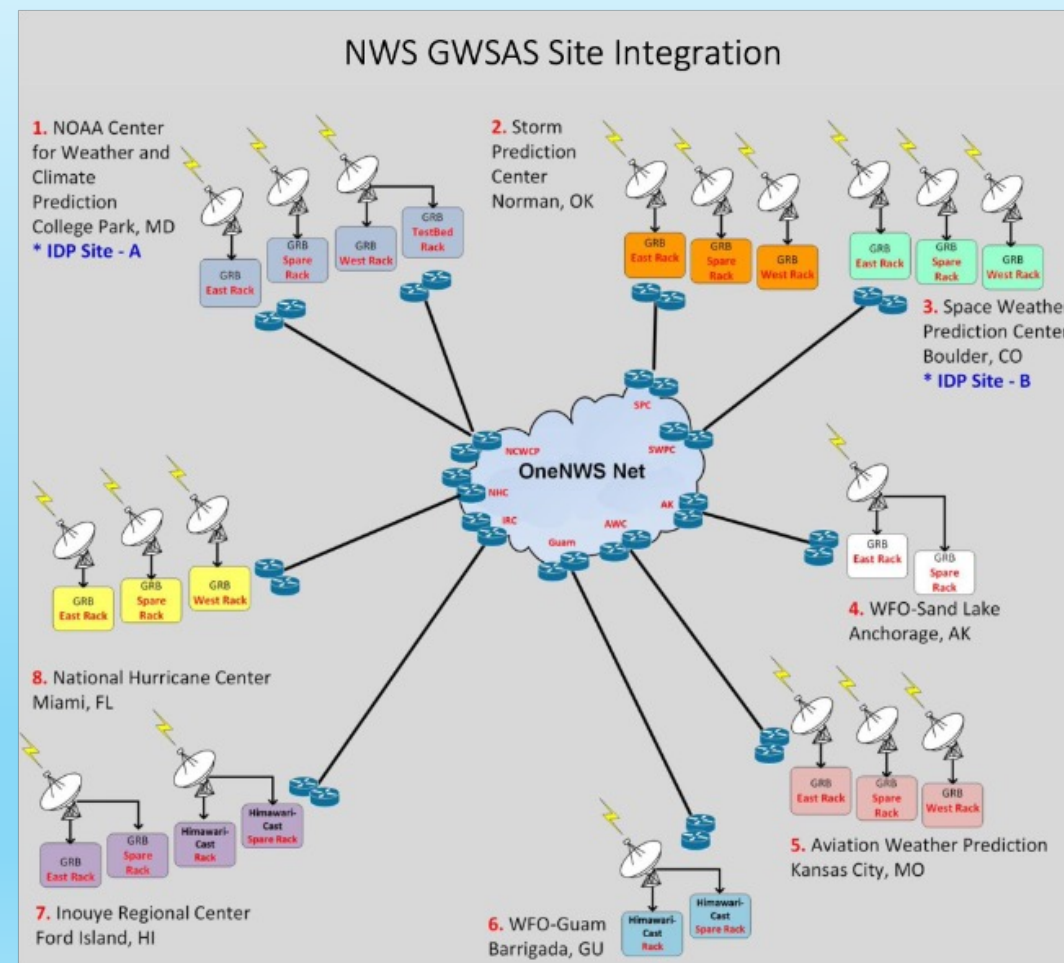 NWS GWSAS Site Integration
1. NOAA Center
for Weather and
Climate
Prediction
College Park, MD
* IDP Site - A
GRB
East Rack
GRB
Spare
Rack
GRB
West Rack
GRB
TestBed
Rack
2. Storm
Prediction
Center
Norman, OK
GRB
East Rack
GRB
Spare
Rack
GRB
West Rack
GRB
East Rack
GRB
Spare
Rack
GRB
West Rack
3. Space Weather
Prediction Center
Boulder, CO
* IDP Site - B
SPC
NCWCP
SWPC
OneNWS Net
NHC
AK
IRC
AWC
Guam
GRB
East Rack
GRB
Spare
Rack
4. WFO-Sand Lake
Anchorage, AK
GRB
East Rack
GRB
Spare
Rack
GRB
West Rack
8. National Hurricane Center
Miami, FL
GRB
East Rack
GRB
Spare
Rack
GRB
West Rack
5. Aviation Weather Prediction
Kansas City, MO
GRB
East Rack
GRB
Spare
Rack
Himawari-
Cast
Rack
Himawari-
Cast
Spare Rack
7. Inouye Regional Center
Ford Island, HI
Himawari-
Cast
Rack
Himawari-
Cast
Spare Rack
6. WFO-Guam
Barrigada, GU